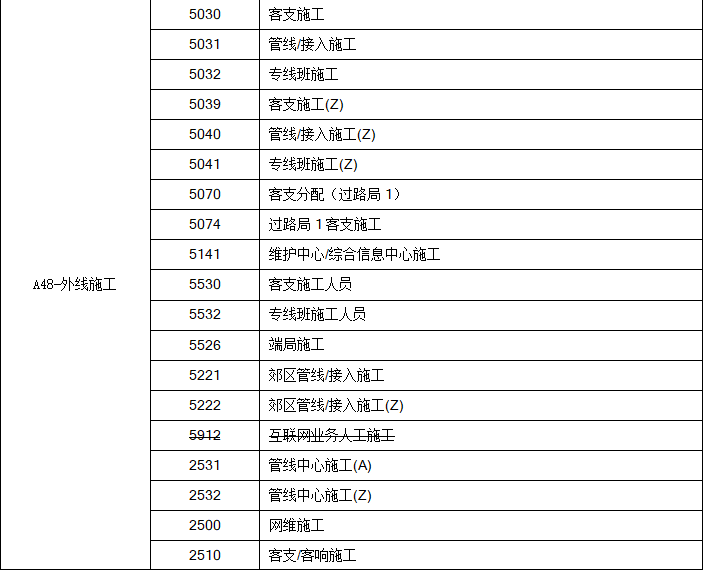 5030 客支施工
5031 管线/接入施工
5032 专线班施工
5039 客支施工(Z)
5040 管线/接入施工(Z)
5041 专线班施工(Z)
5070 客支分配（过路局 1）
5074 过路局 1 客支施工
5141 维护中心/综合信息中心施工
A48-外线施工 5530 客支施工人员
5532 专线班施工人员
5526 端局施工
5221 郊区管线/接入施工
5222 郊区管线/接入施工(Z)
5912 互联网业务人工施工
2531 管线中心施工(A)
2532 管线中心施工(Z)
2500 网维施工
2510 客支/客响施工